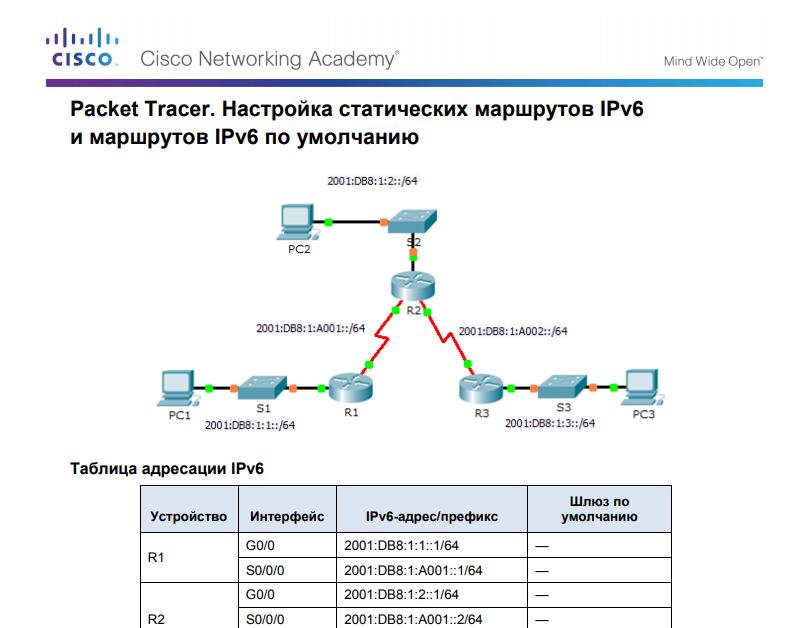 CISCO. Cisco Networking Academy® Mind Wide Open™
Packet Tracer. Настройка статических маршрутов IPv6
и маршрутов IPv6 по умолчанию
2001:DB8:1:2::/64
PC2
S2
R2
2001:DB8:1:A001::/64
2001:DB8:1:A002::/64
PC1
S1
R1
R3
S3
PC3
2001:DB8:1:1::/64
2001:DB8:1:3::/64
Таблица адресации IPv6
Устройство Интерфейс IPv6-адрес/префикс Шлюз по
умолчанию
R1
G0/0 2001:DB8:1:1::1/64 —
S0/0/0 2001:DB8:1:A001::1/64 —
R2
G0/0 2001:DB8:1:2::1/64 —
S0/0/0 2001:DB8:1:A001::2/64 —